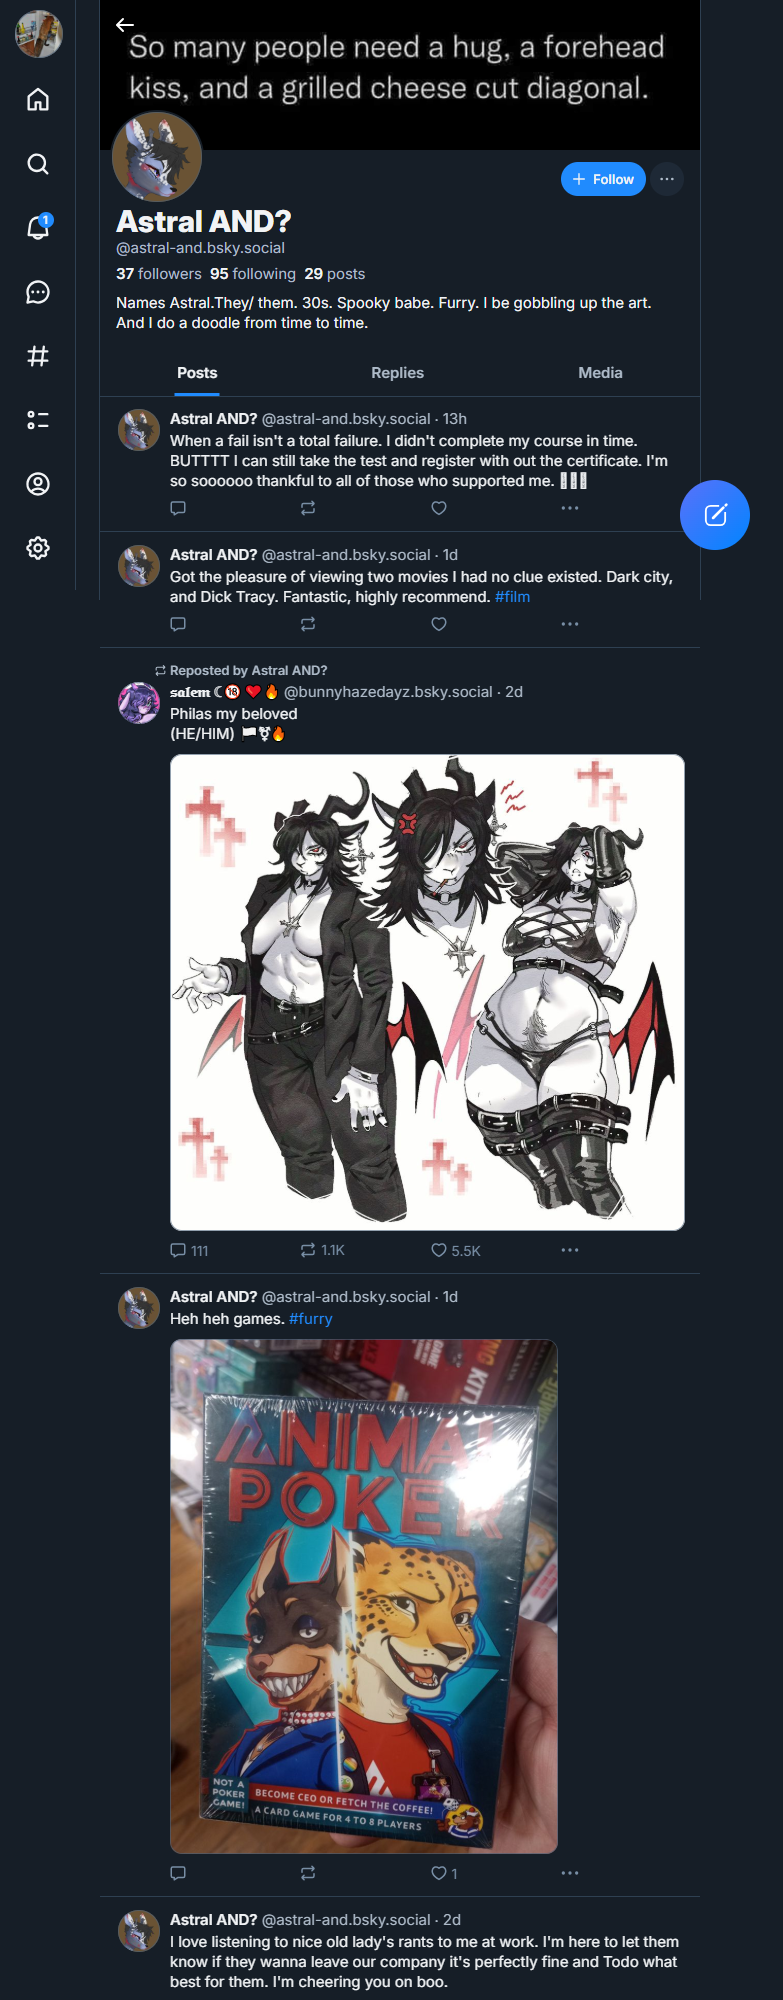 So many people need a hug, a forehead
kiss, and a grilled cheese cut diagonal.
1
+ Follow
Astral AND?
@astral-and.bsky.social
37 followers 95 following 29 posts
Names Astral.They/ them. 30s. Spooky babe. Furry. I be gobbling up the art.
And I do a doodle from time to time.
Posts Replies Media
Astral AND? @astral-and.bsky.social · 13h
When a fail isn't a total failure. I didn't complete my course in time.
BUTTTT I can still take the test and register with out the certificate. I'm
so soooooo thankful to all of those who supported me.
Astral AND? @astral-and.bsky.social · 1d
Got the pleasure of viewing two movies I had no clue existed. Dark city,
and Dick Tracy. Fantastic, highly recommend. #film
Reposted by Astral AND?
𝖘𝖆𝖑𝖊𝖒 ☾🔞 ❤️ 🔥 @bunnyhazedayz.bsky.social · 2d
Philas my beloved
(HE/HIM) 🏳️⚧🔥
111 1.1K 5.5K
Astral AND? @astral-and.bsky.social · 1d
Heh heh games. #furry
ANIMAL
POKER
NOT A
POKER
GAME!
BECOME CEO OR FETCH THE COFFEE!
A CARD GAME FOR 4 TO 8 PLAYERS
1
Astral AND? @astral-and.bsky.social · 2d
I love listening to nice old lady's rants to me at work. I'm here to let them
know if they wanna leave our company it's perfectly fine and Todo what
best for them. I'm cheering you on boo.